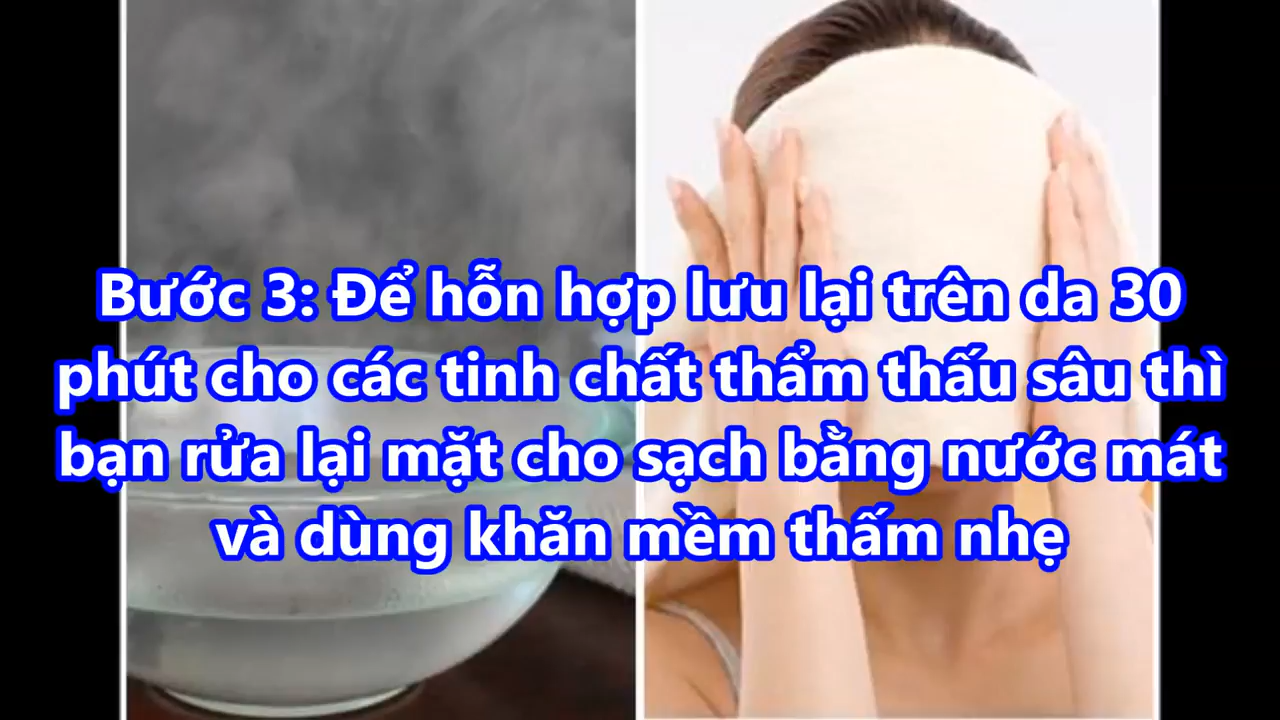 Bước 3: Để hỗn hợp lưu lại trên da 30
phút cho các tinh chất thẩm thấu sâu thì
bạn rửa lại mặt cho sạch bằng nước mát
và dùng khăn mềm thấm nhẹ